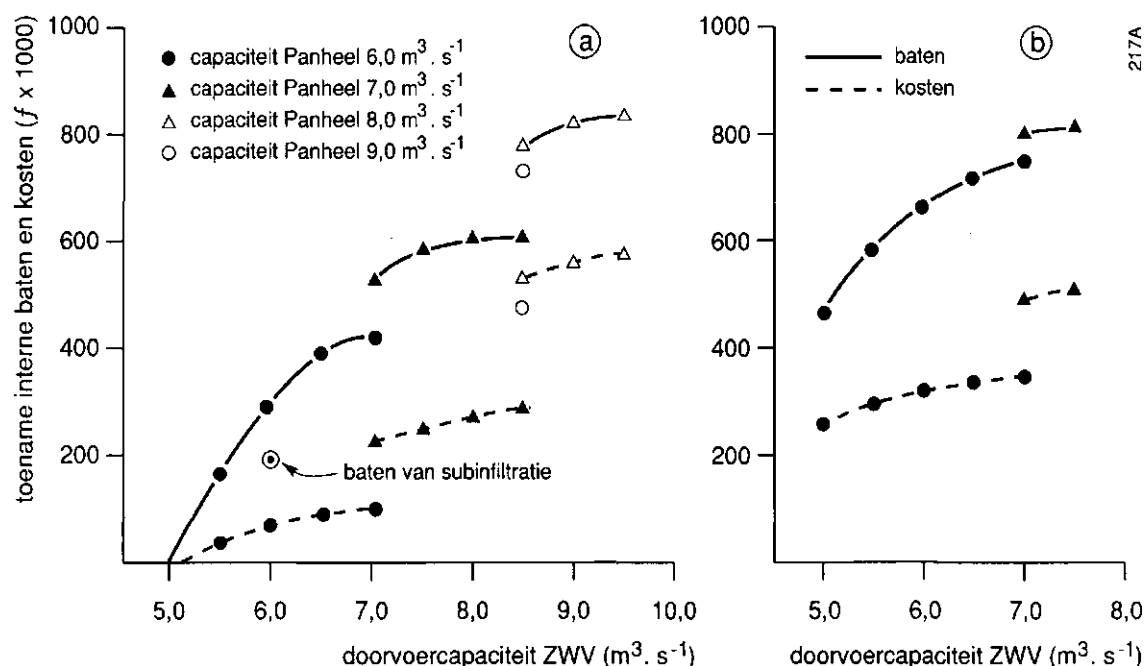 toename interne baten en kosten (ƒ x 1000)
1000
800
600
400
200
a
capaciteit Panheel 6,0 m³. s⁻¹
capaciteit Panheel 7,0 m³. s⁻¹
capaciteit Panheel 8,0 m³. s⁻¹
capaciteit Panheel 9,0 m³. s⁻¹
baten van subinfiltratie
5,0 6,0 7,0 8,0 9,0 10,0
doorvoercapaciteit ZWV (m³. s⁻¹)
1000
800
600
400
200
b
217A
baten
kosten
5,0 6,0 7,0 8,0
doorvoercapaciteit ZWV (m³. s⁻¹)